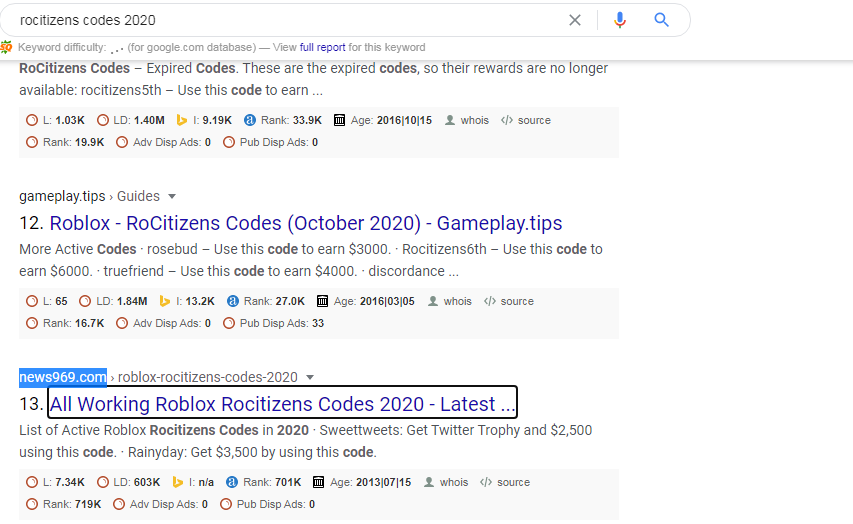 rocitizens codes 2020
Keyword difficulty: ... (for google.com database) — View full report for this keyword
RoCitizens Codes – Expired Codes. These are the expired codes, so their rewards are no longer
available: rocitizens5th – Use this code to earn ...
L: 1.03K LD: 1.40M I: 9.19K Rank: 33.9K Age: 2016|10|15 whois </> source
Rank: 19.9K Adv Disp Ads: 0 Pub Disp Ads: 0
gameplay.tips › Guides
12. Roblox - RoCitizens Codes (October 2020) - Gameplay.tips
More Active Codes · rosebud – Use this code to earn $3000. · Rocitizens6th – Use this code to
earn $6000. · truefriend – Use this code to earn $4000. · discordance ...
L: 65 LD: 1.84M I: 13.2K Rank: 27.0K Age: 2016|03|05 whois </> source
Rank: 16.7K Adv Disp Ads: 0 Pub Disp Ads: 33
news969.com › roblox-rocitizens-codes-2020
13. All Working Roblox Rocitizens Codes 2020 - Latest ...
List of Active Roblox Rocitizens Codes in 2020 · Sweettweets: Get Twitter Trophy and $2,500
using this code. · Rainyday: Get $3,500 by using this code.
L: 7.34K LD: 603K I: n/a Rank: 701K Age: 2013|07|15 whois </> source
Rank: 719K Adv Disp Ads: 0 Pub Disp Ads: 0